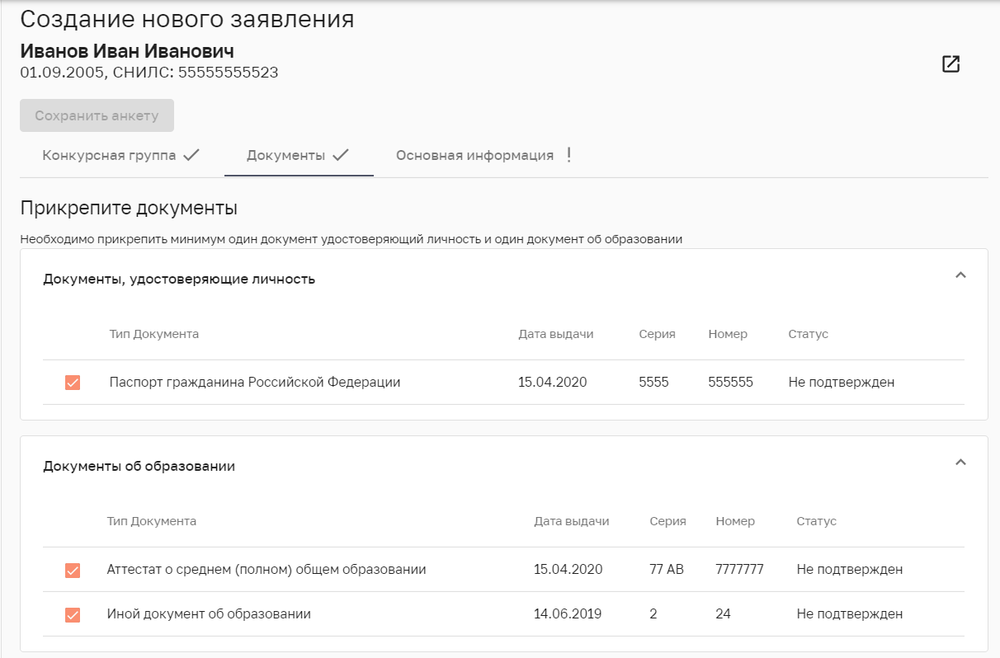 Создание нового заявления
Иванов Иван Иванович
01.09.2005, СНИЛС: 55555555523
Сохранить анкету
Конкурсная группа Документы Основная информация !
Прикрепите документы
Необходимо прикрепить минимум один документ удостоверяющий личность и один документ об образовании
Документы, удостоверяющие личность
Тип Документа Дата выдачи Серия Номер Статус
Паспорт гражданина Российской Федерации 15.04.2020 5555 555555 Не подтвержден
Документы об образовании
Тип Документа Дата выдачи Серия Номер Статус
Аттестат о среднем (полном) общем образовании 15.04.2020 77 АВ 7777777 Не подтвержден
Иной документ об образовании 14.06.2019 2 24 Не подтвержден